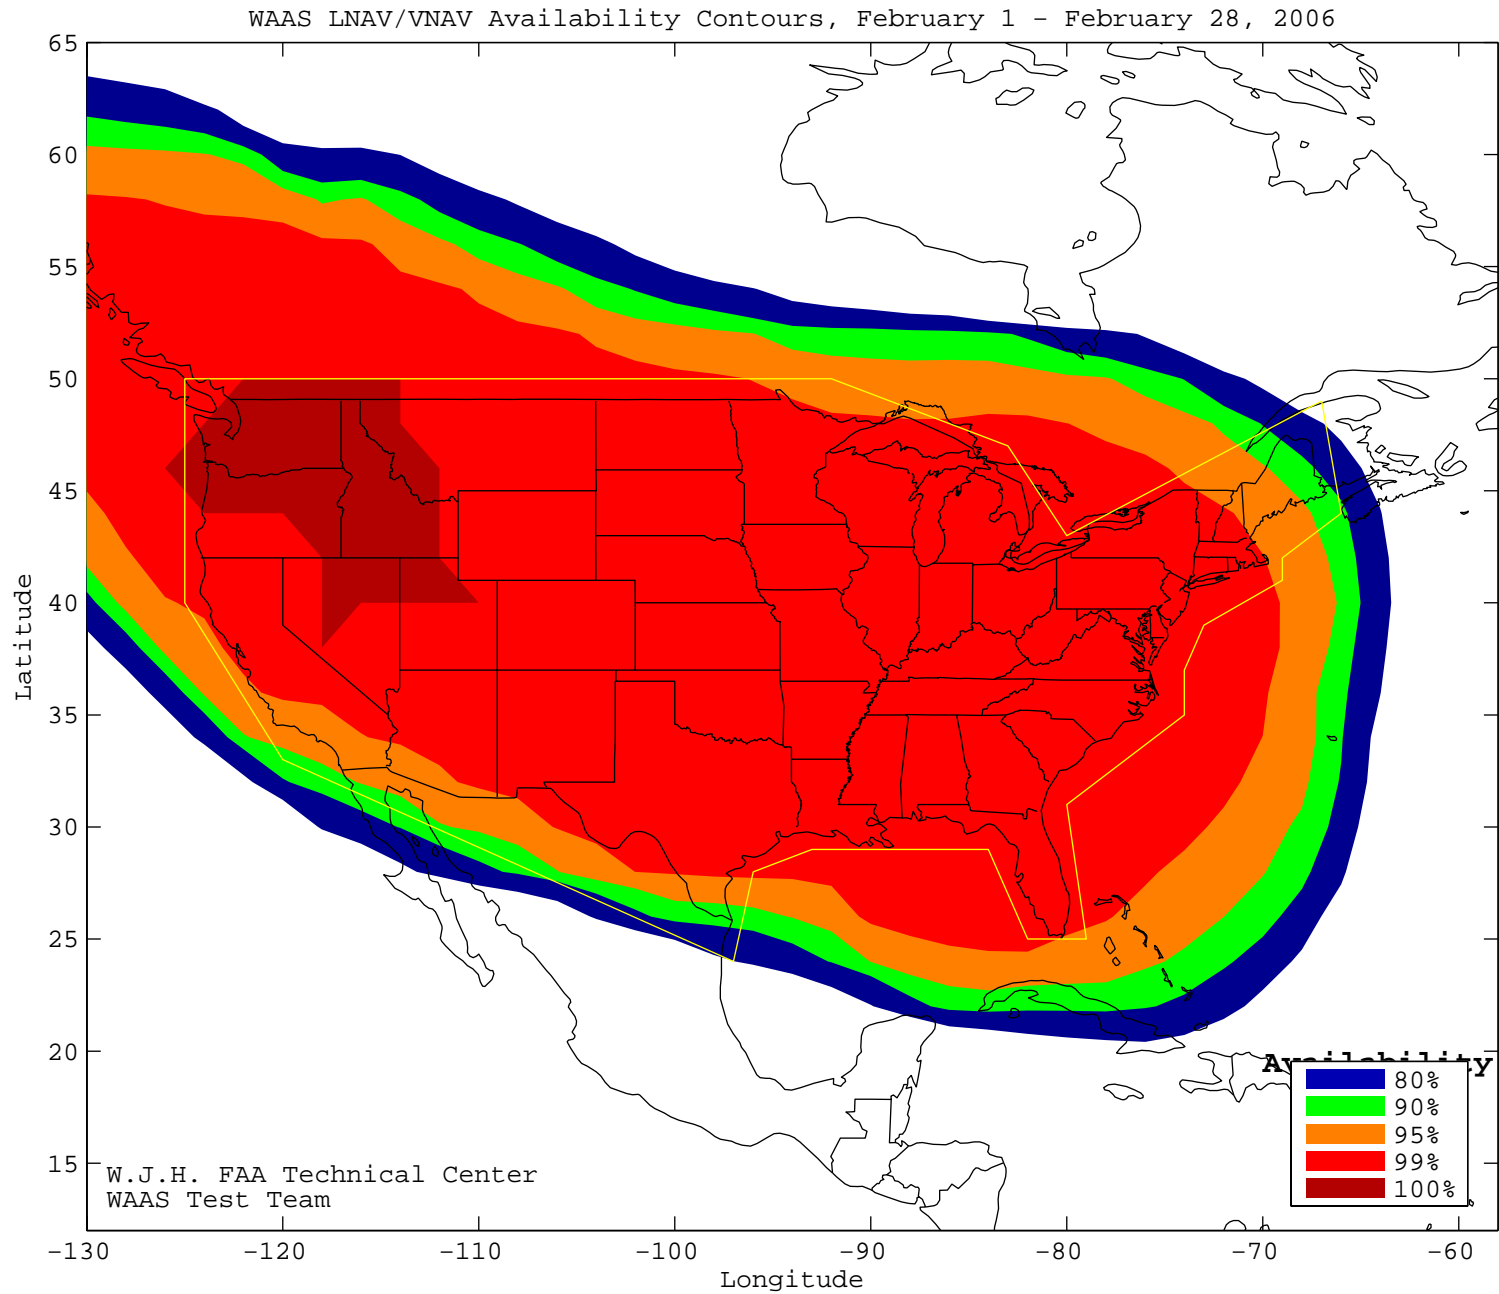 WAAS LNAV/VNAV Availability Contours, February 1 - February 28, 2006
65
60
55
50
45
40
35
30
25
20
15
Latitude
-130 -120 -110 -100 -90 -80 -70 -60
Longitude
W.J.H. FAA Technical Center
WAAS Test Team
Availability
80%
90%
95%
99%
100%